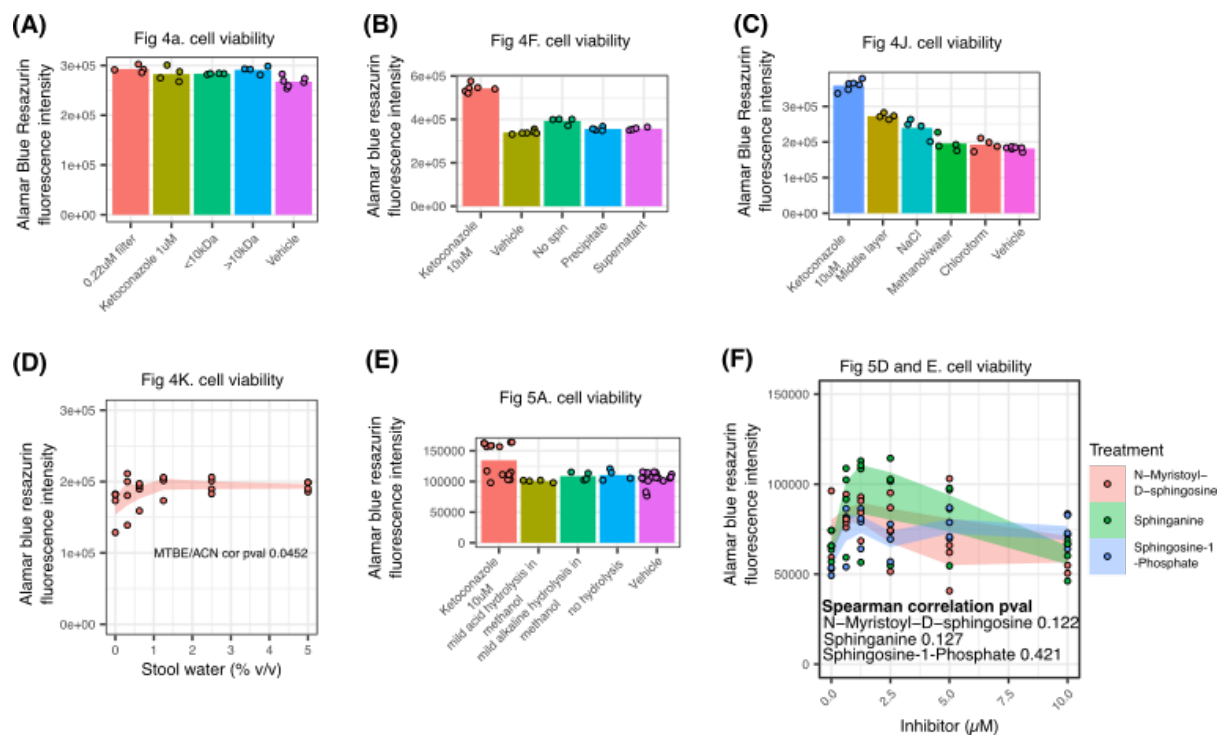 (A)
Fig 4a. cell viability
Alamar Blue Resazurin
fluorescence intensity
3e+05
2e+05
1e+05
0e+00
0.22uM filter
Ketoconazole 1uM
<10kDa
>10kDa
Vehicle
(B)
Fig 4F. cell viability
Alamar blue resazurin
fluorescence intensity
6e+05
4e+05
2e+05
0e+00
Ketoconazole
10uM
Vehicle
No spin
Precipitate
Supernatant
(C)
Fig 4J. cell viability
Alamar Blue Resazurin
fluorescence intensity
3e+05
2e+05
1e+05
0e+00
Ketoconazole
10uM
Middle layer
NaCl
Methanol/water
Chloroform
Vehicle
(D)
Fig 4K. cell viability
Alamar blue resazurin
fluorescence intensity
3e+05
2e+05
1e+05
0e+00
MTBE/ACN cor pval 0.0452
0 1 2 3 4 5
Stool water (% v/v)
(E)
Fig 5A. cell viability
Alamar blue resazurin
fluorescence intensity
150000
100000
50000
0
Ketoconazole
10uM
mild acid hydrolysis in
methanol
mild alkaline hydrolysis in
methanol
no hydrolysis
Vehicle
(F)
Fig 5D and E. cell viability
Alamar blue resazurin
fluorescence intensity
150000
100000
50000
0
Spearman correlation pval
N−Myristoyl−D−sphingosine 0.122
Sphinganine 0.127
Sphingosine-1-Phosphate 0.421
0.0 2.5 5.0 7.5 10.0
Inhibitor (µM)
Treatment
N−Myristoyl−
D−sphingosine
Sphinganine
Sphingosine−1
-Phosphate